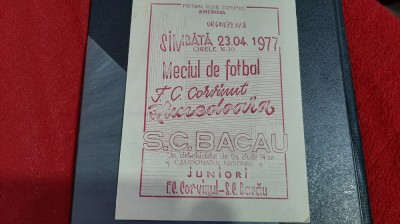 FOTBAL CLUB CORVINUL
HUNEDOARA
ORGANIZEAZĂ
SÎMBĂTĂ 23.04.1977
ORELE 16.30
Meciul de fotbal
F.C. Corvinul
Hunedoara
S.C. BACĂU
În deschidere de la orele 14.30
CAMPIONATUL NAȚIONAL
JUNIORI
F.C. Corvinul - S.C. Bacău